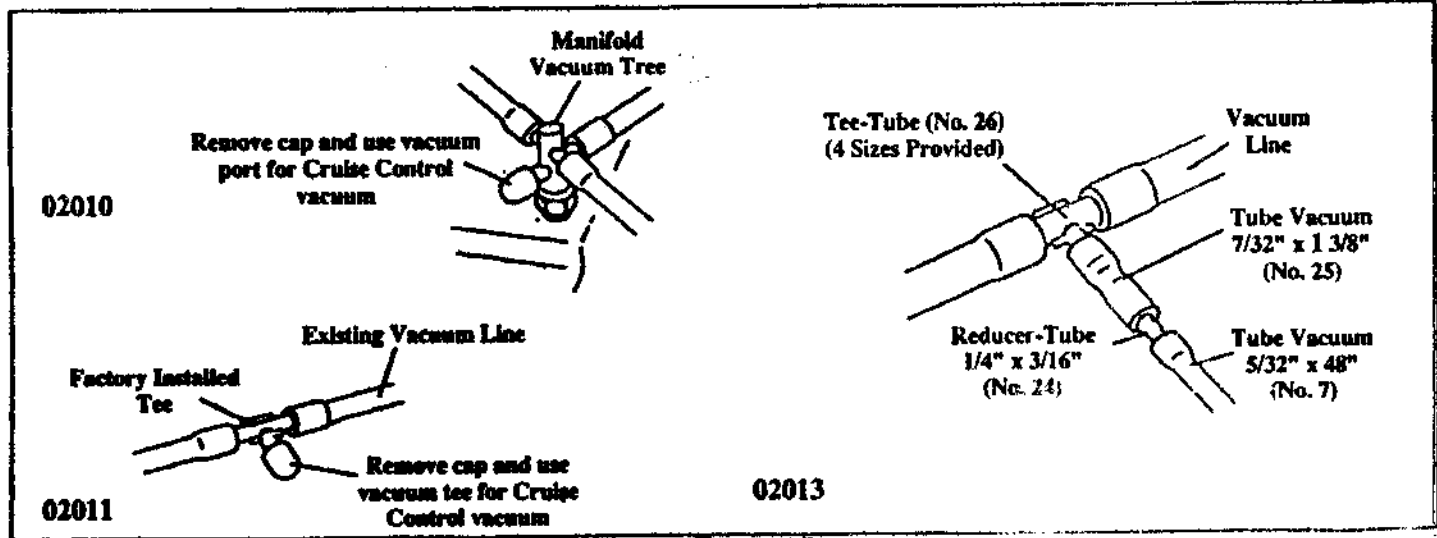 Manifold
Vacuum Tree
Remove cap and use vacuum
port for Cruise Control
vacuum
02010
Existing Vacuum Line
Factory Installed
Tee
Remove cap and use
vacuum tee for Cruise
Control vacuum
02011
Tee-Tube (No. 26)
(4 Sizes Provided)
Vacuum
Line
Tube Vacuum
7/32" x 1 3/8"
(No. 25)
Reducer-Tube
1/4" x 3/16"
(No. 24)
Tube Vacuum
5/32" x 48"
(No. 7)
02013